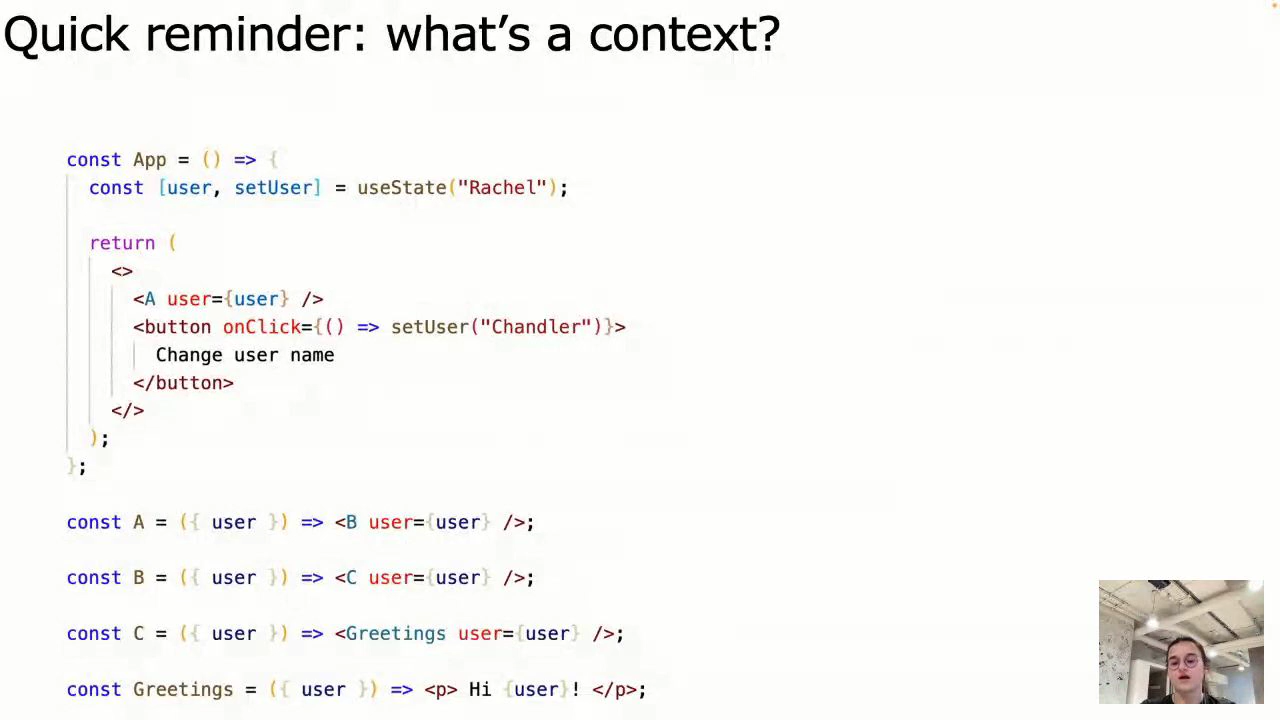 Quick reminder: what’s a context?
const App = () => {
const [user, setUser] = useState("Rachel");
return (
<>
<A user={user} />
<button onClick={() => setUser("Chandler")}>
Change user name
</button>
</>
);
};
const A = ({ user }) => <B user={user} />;
const B = ({ user }) => <C user={user} />;
const C = ({ user }) => <Greetings user={user} />;
const Greetings = ({ user }) => <p> Hi {user}! </p>;